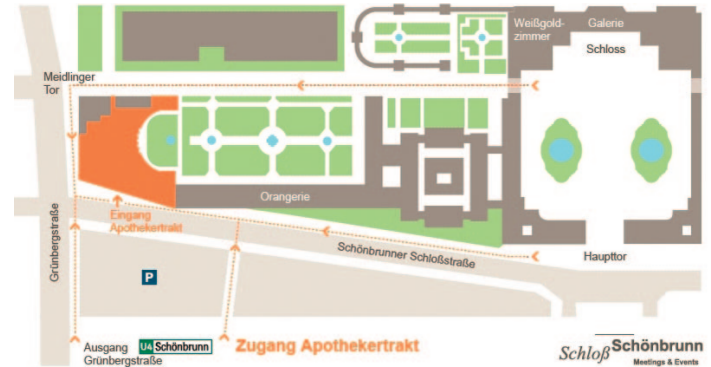 Weißgold-
zimmer
Galerie
Schloss
Meidlinger
Tor
Orangerie
Eingang
Apothekertrakt
Grünbergstraße
Schönbrunner Schloßstraße
Haupttor
P
Ausgang
Grünbergstraße
U4 Schönbrunn
Zugang Apothekertrakt
Schloß Schönbrunn
Meetings & Events